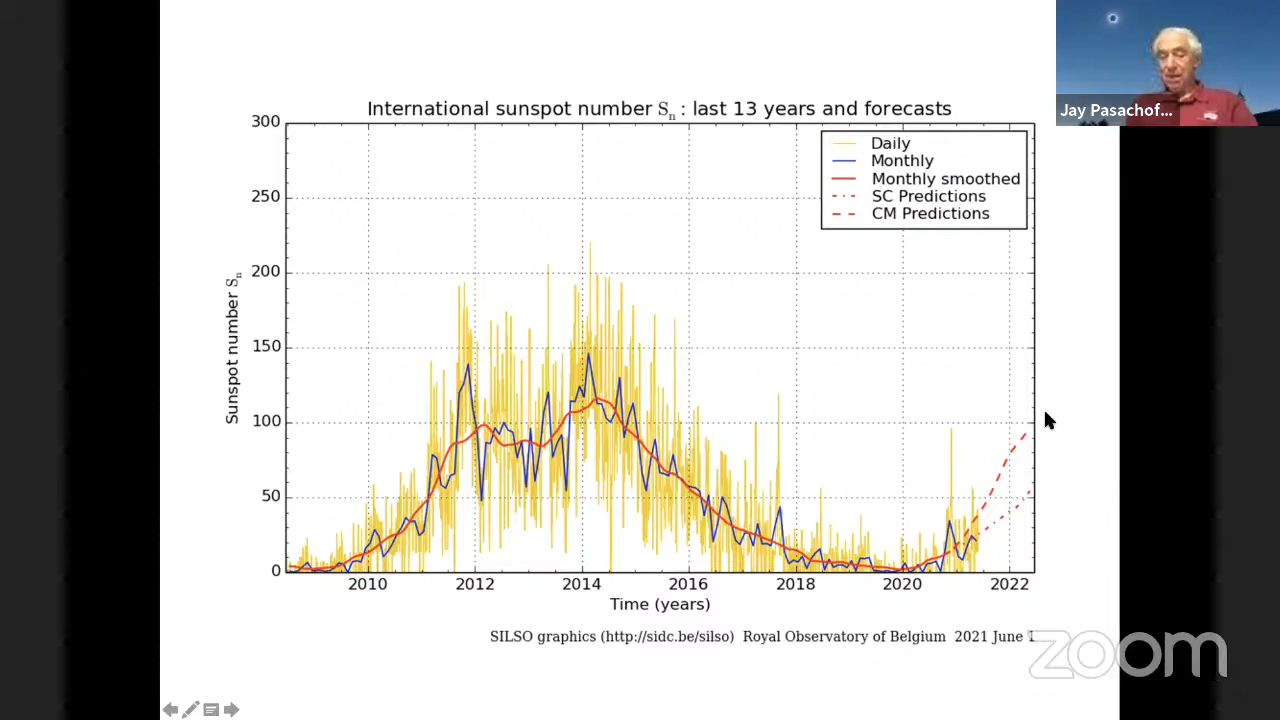 International sunspot number Sn : last 13 years and forecasts
Jay Pasachof...
300
250
200
150
100
50
0
Sunspot number Sn
Daily
Monthly
Monthly smoothed
SC Predictions
CM Predictions
2010 2012 2014 2016 2018 2020 2022
Time (years)
SILSO graphics (http://sidc.be/silso) Royal Observatory of Belgium 2021 June
zoom